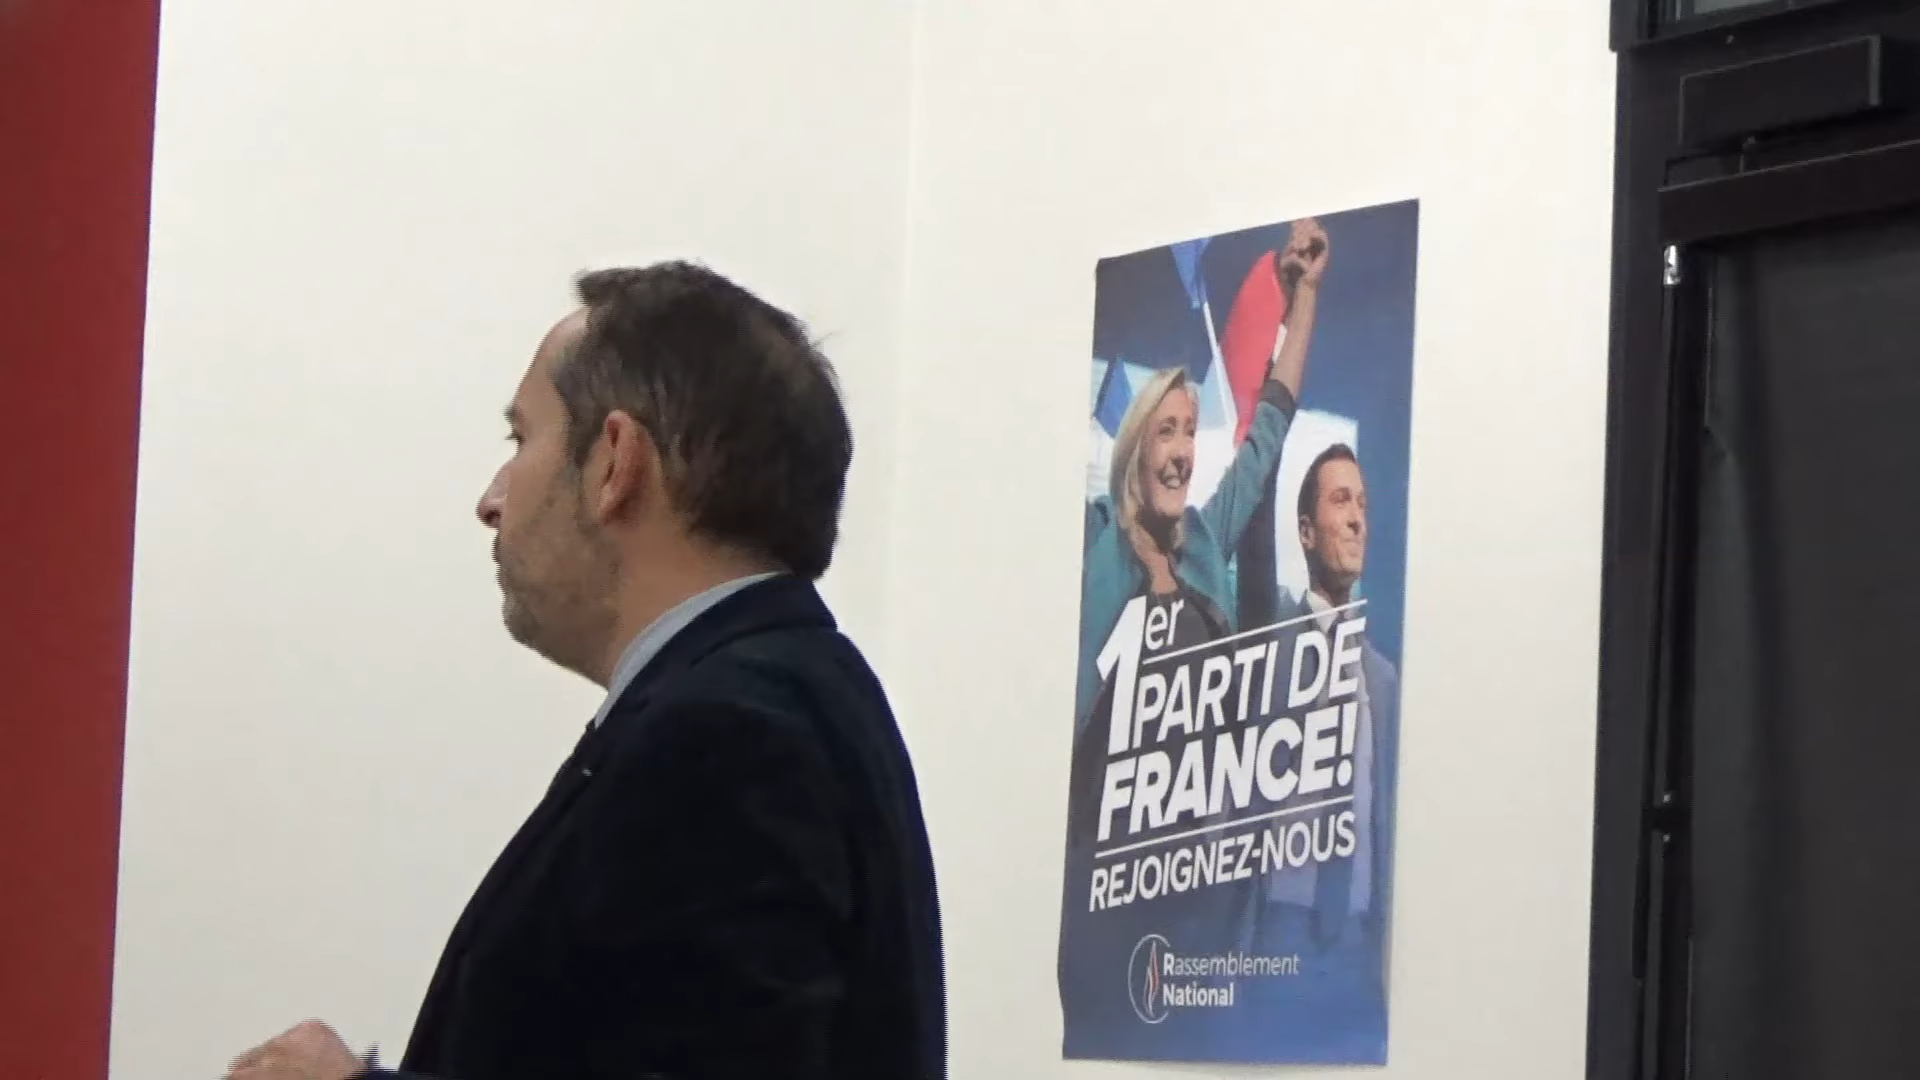 1er
PARTI DE
FRANCE!
REJOIGNEZ-NOUS
Rassemblement
National